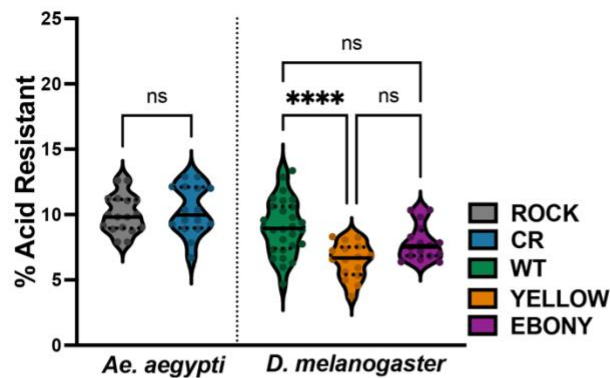 % Acid Resistant
25
20
15
10
5
0
ns
ns
****
ns
Ae. aegypti
D. melanogaster
ROCK
CR
WT
YELLOW
EBONY